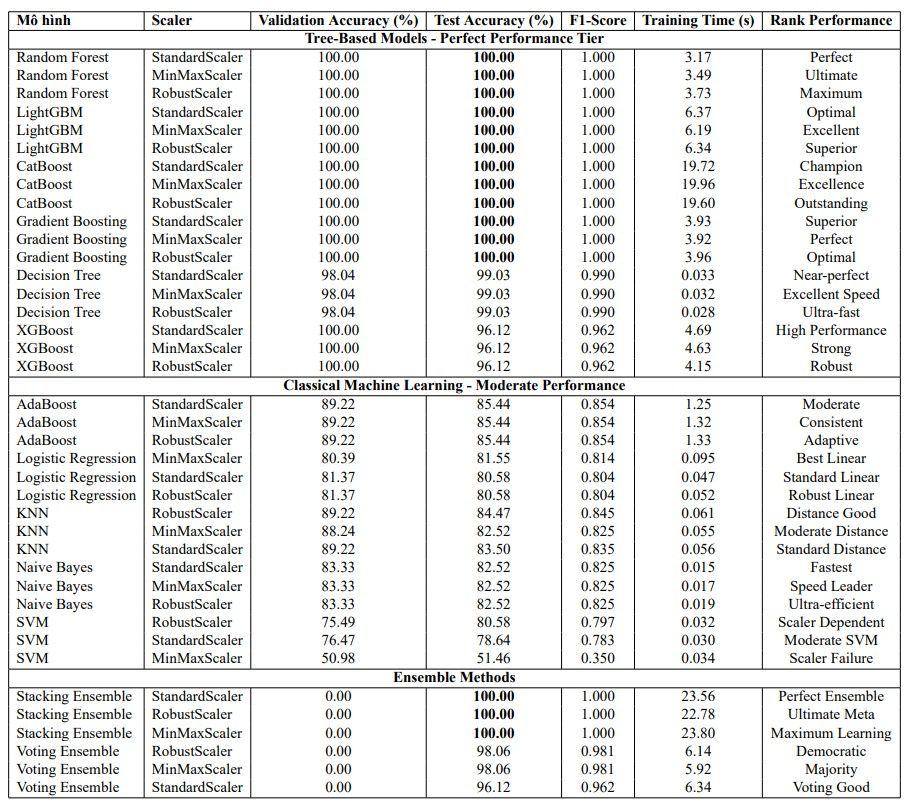 Mô hình Scaler Validation Accuracy (%) Test Accuracy (%) F1-Score Training Time (s) Rank Performance
Tree-Based Models - Perfect Performance Tier
Random Forest StandardScaler 100.00 100.00 1.000 3.17 Perfect
Random Forest MinMaxScaler 100.00 100.00 1.000 3.49 Ultimate
Random Forest RobustScaler 100.00 100.00 1.000 3.73 Maximum
LightGBM StandardScaler 100.00 100.00 1.000 6.37 Optimal
LightGBM MinMaxScaler 100.00 100.00 1.000 6.19 Excellent
LightGBM RobustScaler 100.00 100.00 1.000 6.34 Superior
CatBoost StandardScaler 100.00 100.00 1.000 19.72 Champion
CatBoost MinMaxScaler 100.00 100.00 1.000 19.96 Excellence
CatBoost RobustScaler 100.00 100.00 1.000 19.60 Outstanding
Gradient Boosting StandardScaler 100.00 100.00 1.000 3.93 Superior
Gradient Boosting MinMaxScaler 100.00 100.00 1.000 3.92 Perfect
Gradient Boosting RobustScaler 100.00 100.00 1.000 3.96 Optimal
Decision Tree StandardScaler 98.04 99.03 0.990 0.033 Near-perfect
Decision Tree MinMaxScaler 98.04 99.03 0.990 0.032 Excellent Speed
Decision Tree RobustScaler 98.04 99.03 0.990 0.028 Ultra-fast
XGBoost StandardScaler 100.00 96.12 0.962 4.69 High Performance
XGBoost MinMaxScaler 100.00 96.12 0.962 4.63 Strong
XGBoost RobustScaler 100.00 96.12 0.962 4.15 Robust
Classical Machine Learning - Moderate Performance
AdaBoost StandardScaler 89.22 85.44 0.854 1.25 Moderate
AdaBoost MinMaxScaler 89.22 85.44 0.854 1.32 Consistent
AdaBoost RobustScaler 89.22 85.44 0.854 1.33 Adaptive
Logistic Regression MinMaxScaler 80.39 81.55 0.814 0.095 Best Linear
Logistic Regression StandardScaler 81.37 80.58 0.804 0.047 Standard Linear
Logistic Regression RobustScaler 81.37 80.58 0.804 0.052 Robust Linear
KNN RobustScaler 89.22 84.47 0.845 0.061 Distance Good
KNN MinMaxScaler 88.24 82.52 0.825 0.055 Moderate Distance
KNN StandardScaler 89.22 83.50 0.835 0.056 Standard Distance
Naive Bayes StandardScaler 83.33 82.52 0.825 0.015 Fastest
Naive Bayes MinMaxScaler 83.33 82.52 0.825 0.017 Speed Leader
Naive Bayes RobustScaler 83.33 82.52 0.825 0.019 Ultra-efficient
SVM RobustScaler 75.49 80.58 0.797 0.032 Scaler Dependent
SVM StandardScaler 76.47 78.64 0.783 0.030 Moderate SVM
SVM MinMaxScaler 50.98 51.46 0.350 0.034 Scaler Failure
Ensemble Methods
Stacking Ensemble StandardScaler 0.00 100.00 1.000 23.56 Perfect Ensemble
Stacking Ensemble RobustScaler 0.00 100.00 1.000 22.78 Ultimate Meta
Stacking Ensemble MinMaxScaler 0.00 100.00 1.000 23.80 Maximum Learning
Voting Ensemble RobustScaler 0.00 98.06 0.981 6.14 Democratic
Voting Ensemble MinMaxScaler 0.00 98.06 0.981 5.92 Majority
Voting Ensemble StandardScaler 0.00 96.12 0.962 6.34 Voting Good